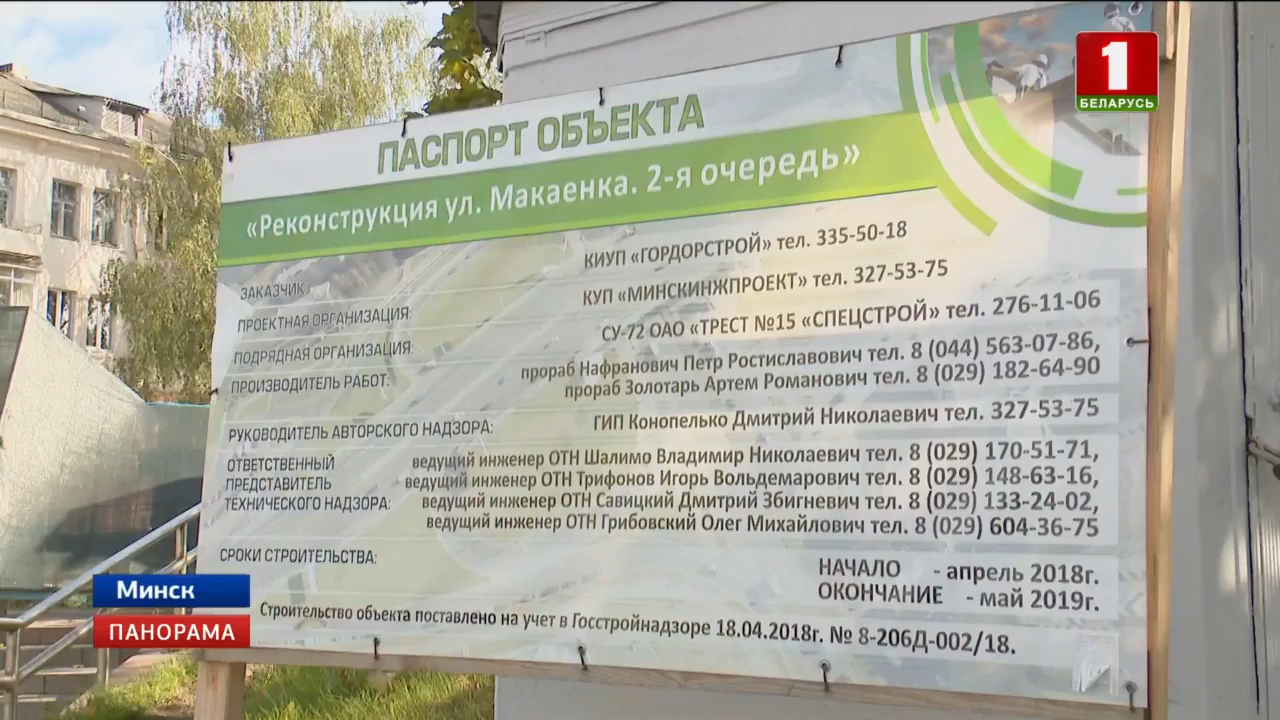 1
БЕЛАРУСЬ
ПАСПОРТ ОБЪЕКТА
«Реконструкция ул. Макаенка. 2-я очередь»
ЗАКАЗЧИК
КИУП «ГОРДОРСТРОЙ» тел. 335-50-18
ПРОЕКТНАЯ ОРГАНИЗАЦИЯ:
КУП «МИНСКИНЖПРОЕКТ» тел. 327-53-75
ПОДРЯДНАЯ ОРГАНИЗАЦИЯ:
СУ-72 ОАО «ТРЕСТ №15 «СПЕЦСТРОЙ» тел. 276-11-06
ПРОИЗВОДИТЕЛЬ РАБОТ:
прораб Нафранович Петр Ростиславович тел. 8 (044) 563-07-86,
прораб Золотарь Артем Романович тел. 8 (029) 182-64-90
РУКОВОДИТЕЛЬ АВТОРСКОГО НАДЗОРА:
ГИП Конопелько Дмитрий Николаевич тел. 327-53-75
ОТВЕТСТВЕННЫЙ
ПРЕДСТАВИТЕЛЬ
ТЕХНИЧЕСКОГО НАДЗОРА:
ведущий инженер ОТН Шалимо Владимир Николаевич тел. 8 (029) 170-51-71,
ведущий инженер ОТН Трифонов Игорь Вольдемарович тел. 8 (029) 148-63-16,
ведущий инженер ОТН Савицкий Дмитрий Збигневич тел. 8 (029) 133-24-02,
ведущий инженер ОТН Грибовский Олег Михайлович тел. 8 (029) 604-36-75
СРОКИ СТРОИТЕЛЬСТВА:
НАЧАЛО - апрель 2018г.
ОКОНЧАНИЕ - май 2019г.
Строительство объекта поставлено на учет в Госстройнадзоре 18.04.2018г. № 8-206Д-002/18.
Минск
ПАНОРАМА